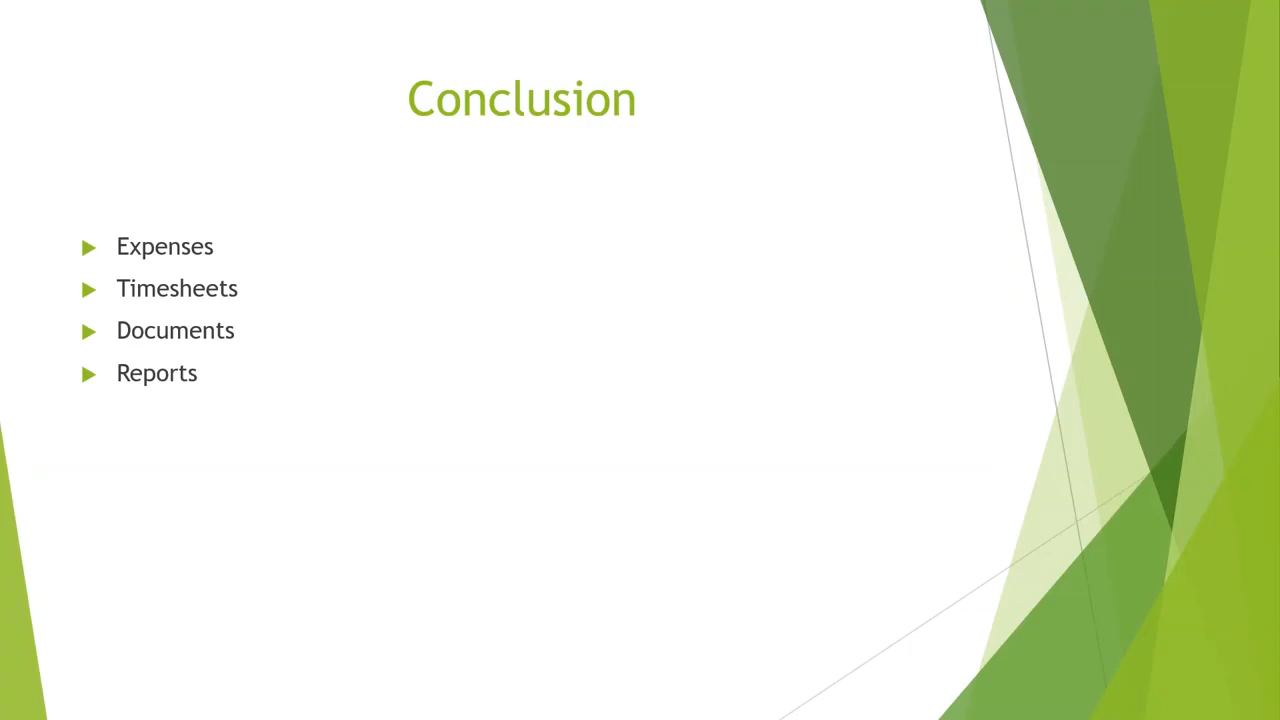 Conclusion
Expenses
Timesheets
Documents
Reports